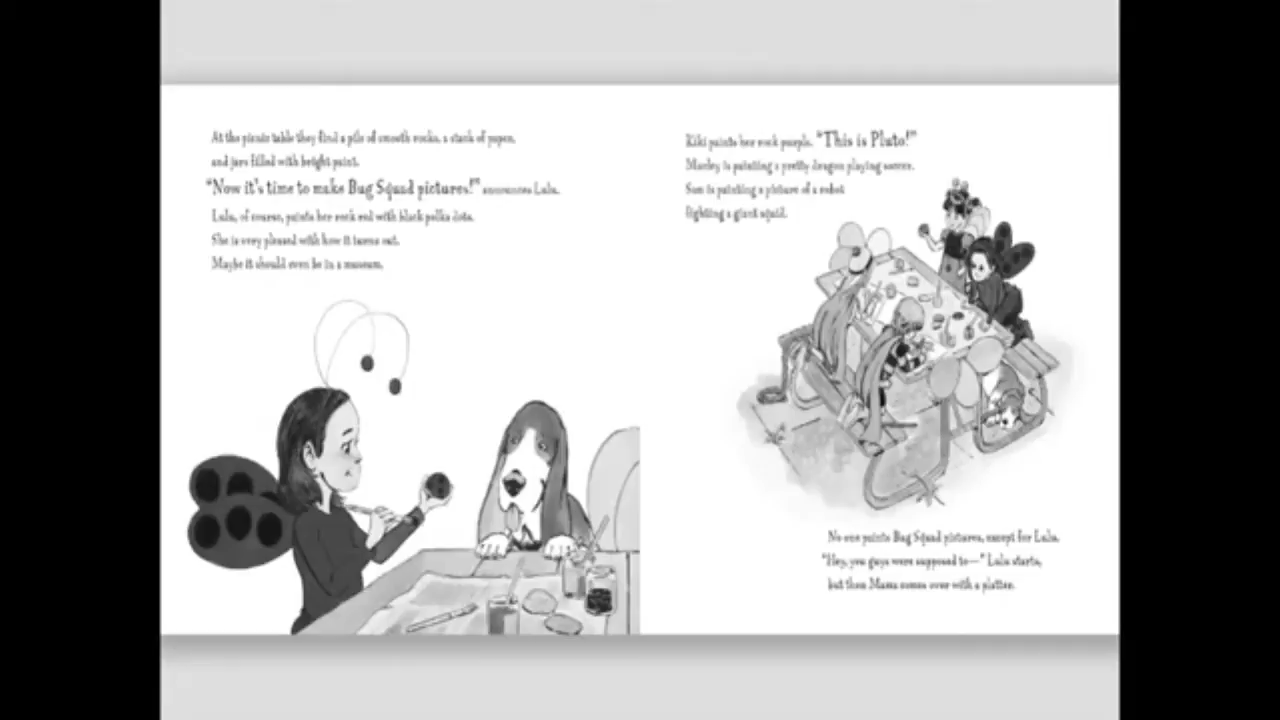 At the picnic table they find a pile of smooth rocks, a stack of papers,
and jars filled with bright paint.
"Now it's time to make Bug Squad pictures!" announces Lulu.
Lulu, of course, paints her rock red with black polka dots.
She is very pleased with how it turns out.
Maybe it should even be in a museum.
Kiki paints her rock purple. "This is Pluto!"
is painting a pretty dragon playing soccer.
Sam is painting a picture of a robot
fighting a giant squid.
No one paints Bug Squad pictures, except for Lulu.
"Hey, you guys were supposed to—" Lulu starts,
but then Mama comes over with a platter.